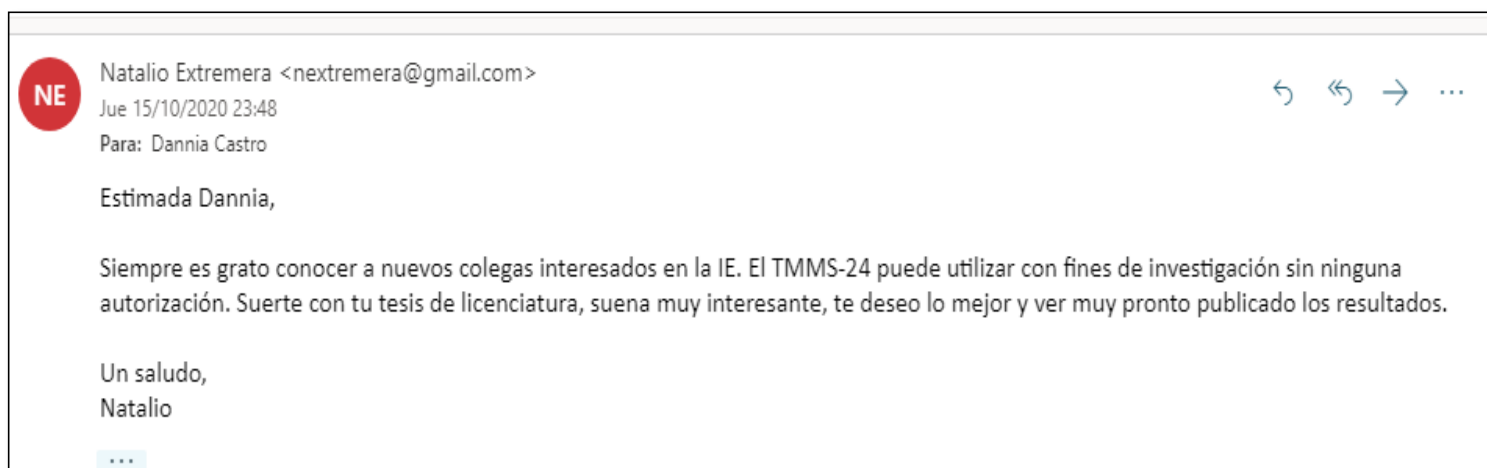 NE
Natalio Extremera <nextremera@gmail.com>
Jue 15/10/2020 23:48
Para: Dannia Castro
Estimada Dannia,
Siempre es grato conocer a nuevos colegas interesados en la IE. El TMMS-24 puede utilizar con fines de investigación sin ninguna
autorización. Suerte con tu tesis de licenciatura, suena muy interesante, te deseo lo mejor y ver muy pronto publicado los resultados.
Un saludo,
Natalio